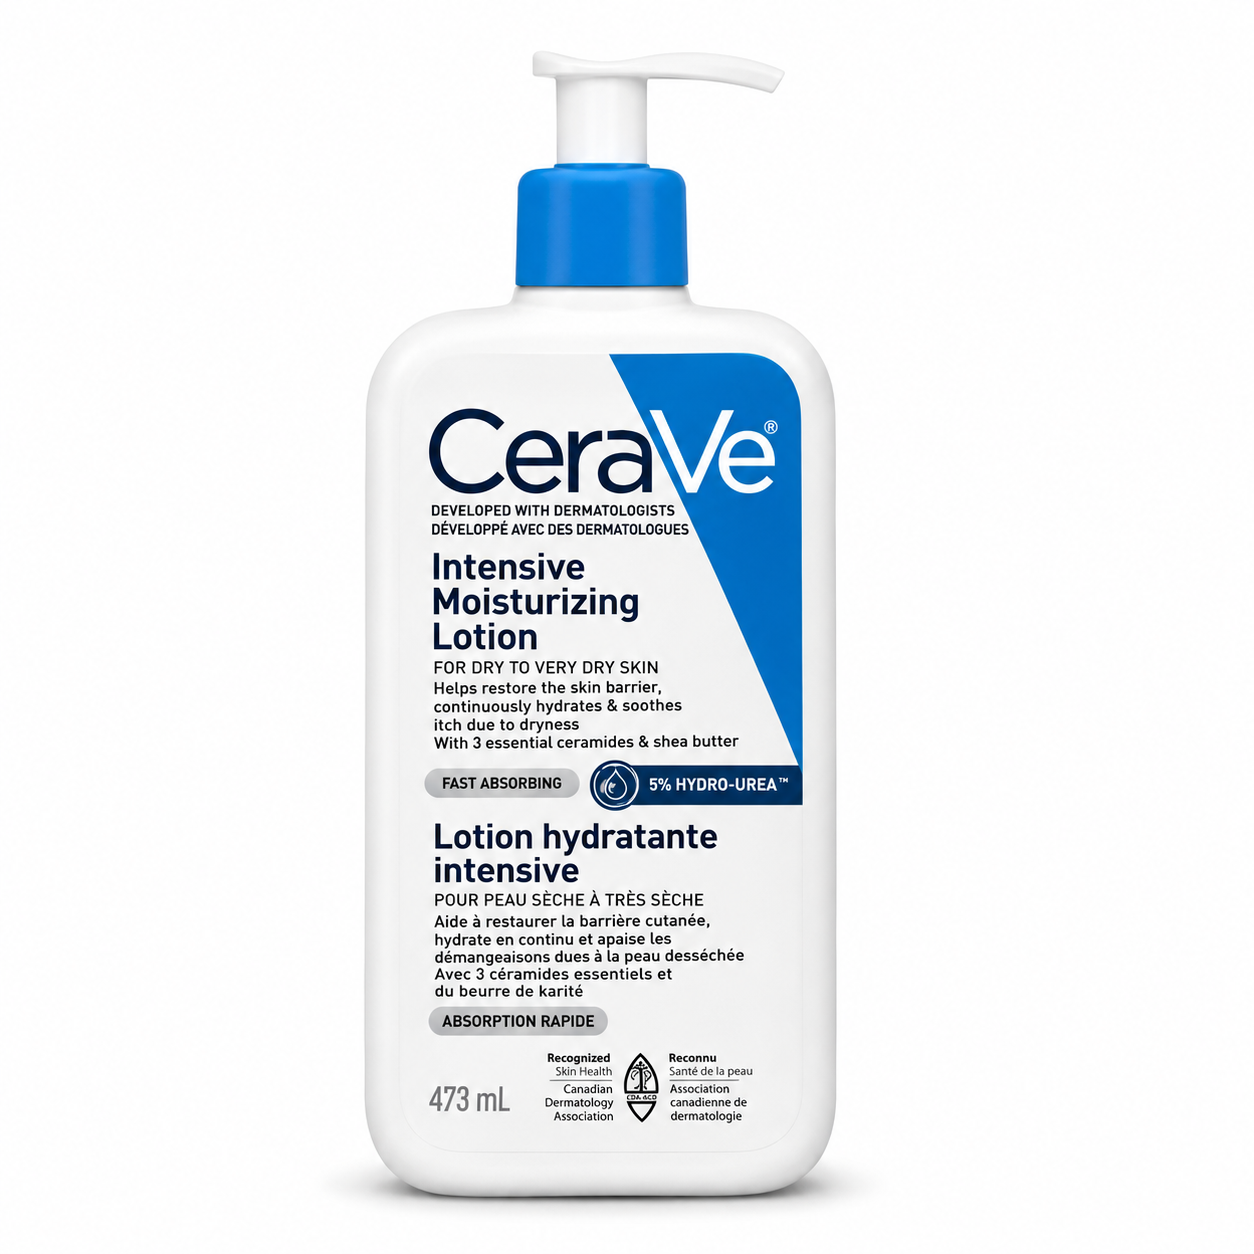 CeraVe®
DEVELOPED WITH DERMATOLOGISTS
DÉVELOPPÉ AVEC DES DERMATOLOGUES
Intensive
Moisturizing
Lotion
FOR DRY TO VERY DRY SKIN
Helps restore the skin barrier,
continuously hydrates & soothes
itch due to dryness
With 3 essential ceramides & shea butter
FAST ABSORBING
5% HYDRO-UREA™
Lotion hydratante
intensive
POUR PEAU SÈCHE À TRÈS SÈCHE
Aide à restaurer la barrière cutanée,
hydrate en continu et apaise les
démangeaisons dues à la peau desséchée
Avec 3 céramides essentiels et
du beurre de karité
ABSORPTION RAPIDE
473 mL
Recognized
Skin Health
Canadian
Dermatology
Association
CDA ACD
Reconnu
Santé de la peau
Association
canadienne de
dermatologie